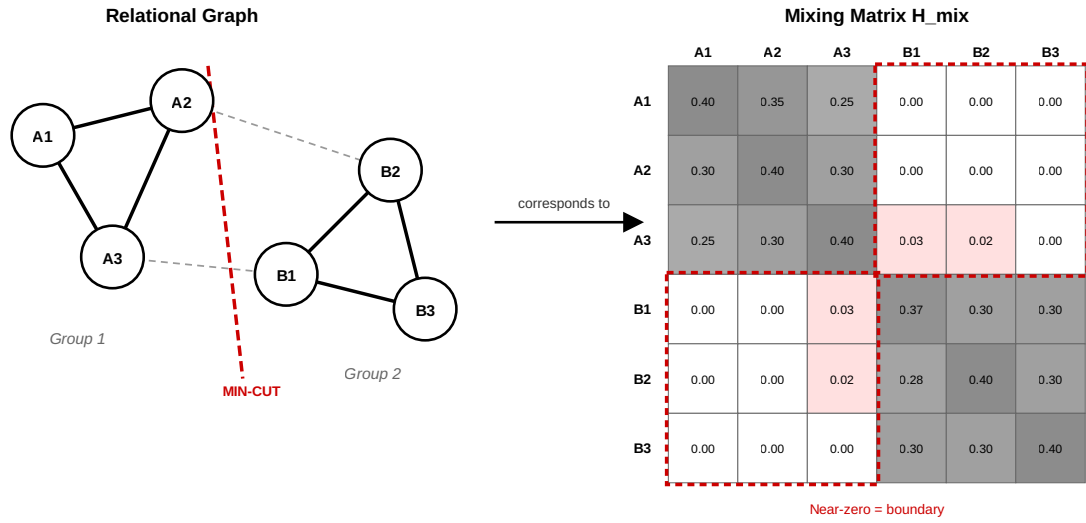 Relational Graph
A1
A2
A3
B2
B1
B3
Group 1
Group 2
MIN-CUT
corresponds to
Mixing Matrix H_mix
A1 A2 A3 B1 B2 B3
A1 0.40 0.35 0.25 0.00 0.00 0.00
A2 0.30 0.40 0.30 0.00 0.00 0.00
A3 0.25 0.30 0.40 0.03 0.02 0.00
B1 0.00 0.00 0.03 0.37 0.30 0.30
B2 0.00 0.00 0.02 0.28 0.40 0.30
B3 0.00 0.00 0.00 0.30 0.30 0.40
Near-zero = boundary